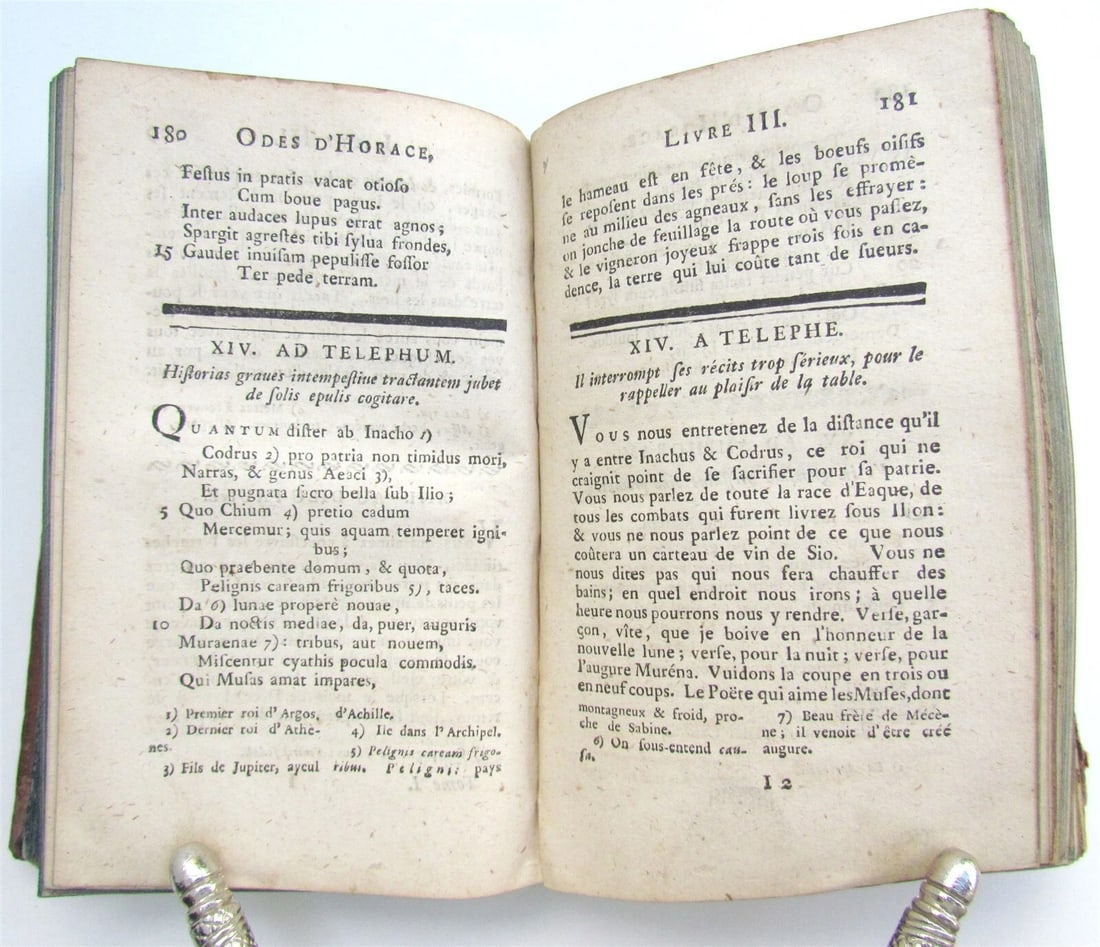 180 ODES D'HORACE,
Festus in pratis vacat otioso
Cum boue pagus.
Inter audaces lupus errat agnos;
Spargit agrestes tibi sylua frondes,
15 Gaudet inuisam pepulisse fossor
Ter pede terram.
XIV. AD TELEPHUM.
Historias graues intempestiue tractantem jubet
de solis epulis cogitare.
QUANTUM distet ab Inacho 1)
Codrus 2) pro patria non timidus mori,
Narras, & genus Aeaci 3),
Et pugnata sacro bella sub Ilio;
5 Quo Chium 4) pretio cadum
Mercemur; quis aquam temperet igni-
bus;
Quo praebente domum, & quota,
Pelignis caream frigoribus 5), taces.
Da 6) lunae properè nouae,
10 Da noctis mediae, da, puer, auguris
Muraenae 7): tribus, aut nouem,
Miscentur cyathis pocula commodis.
Qui Musas amat impares,
1) Premier roi d'Argos.
2) Dernier roi d'Athè-
nes.
3) Fils de Jupiter, ayeul
d'Achille.
4) Ile dans l'Archipel.
5) Pelignis caream frigo-
ribus. Peligni: pays
LIVRE III. 181
le hameau est en fête, & les boeufs oisifs
se reposent dans les prés: le loup se promè-
ne au milieu des agneaux, sans les effrayer:
on jonche de feuillage la route où vous passez,
& le vigneron joyeux frappe trois fois en ca-
dence, la terre qui lui coûte tant de sueurs.
XIV. A TELEPHE.
Il interrompt ses récits trop sérieux, pour le
rappeller au plaisir de la table.
Vous nous entretenez de la distance qu'il
y a entre Inachus & Codrus, ce roi qui ne
craignit point de se sacrifier pour sa patrie.
Vous nous parlez de toute la race d'Eaque, de
tous les combats qui furent livrez sous Ilon:
& vous ne nous parlez point de ce que nous
coûtera un carteau de vin de Sio. Vous ne
nous dites pas qui nous fera chauffer des
bains; en quel endroit nous irons; à quelle
heure nous pourrons nous y rendre. Verse, gar-
çon, vîte, que je boive en l'honneur de la
nouvelle lune; verse, pour la nuit; verse, pour
l'augure Muréna. Vuidons la coupe en trois ou
en neuf coups. Le Poëte qui aime les Muses, dont
montagneux & froid, pro-
che de Sabine.
6) On sous-entend cau-
sa.
7) Beau frère de Mécè-
ne; il venoit d'être créé
augure.
I 2